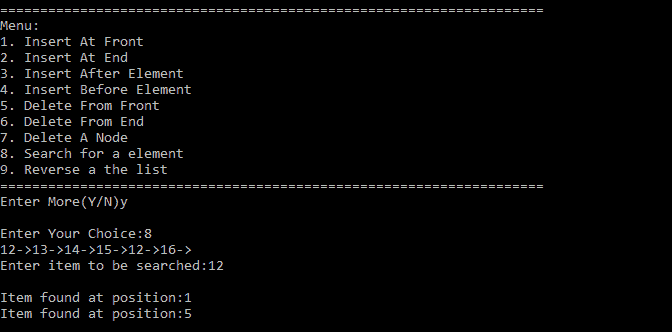 ====================================================================
Menu:
1. Insert At Front
2. Insert At End
3. Insert After Element
4. Insert Before Element
5. Delete From Front
6. Delete From End
7. Delete A Node
8. Search for a element
9. Reverse a the list
====================================================================
Enter More(Y/N)y
Enter Your Choice:8
12->13->14->15->12->16->
Enter item to be searched:12
Item found at position:1
Item found at position:5